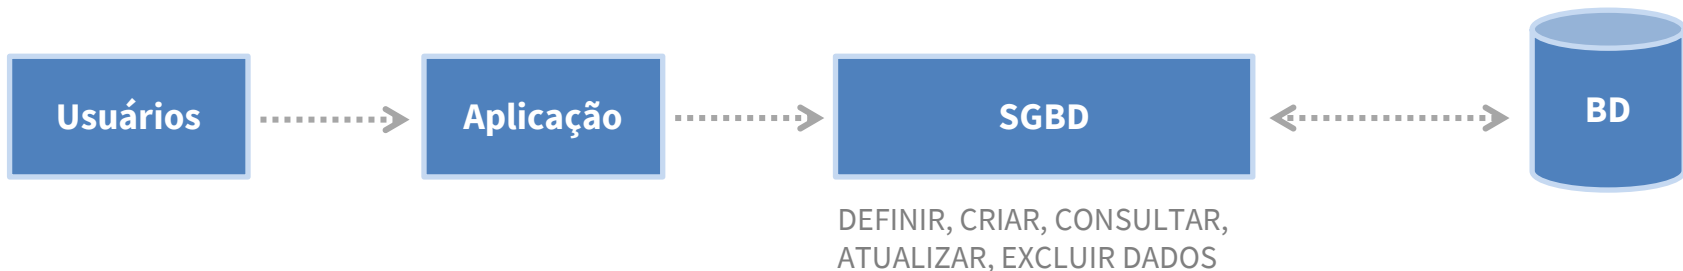 Usuários
Aplicação
SGBD
BD
DEFINIR, CRIAR, CONSULTAR,
ATUALIZAR, EXCLUIR DADOS